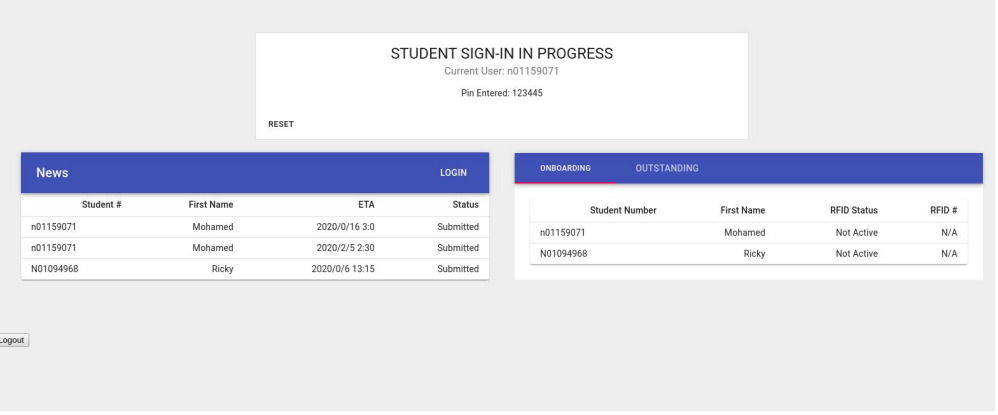 STUDENT SIGN-IN IN PROGRESS
Current User: n01159071
Pin Entered: 123445
RESET
News LOGIN
Student # First Name ETA Status
n01159071 Mohamed 2020/0/16 3:0 Submitted
n01159071 Mohamed 2020/2/5 2:30 Submitted
N01094968 Ricky 2020/0/6 13:15 Submitted
ONBOARDING OUTSTANDING
Student Number First Name RFID Status RFID #
n01159071 Mohamed Not Active N/A
N01094968 Ricky Not Active N/A
Logout